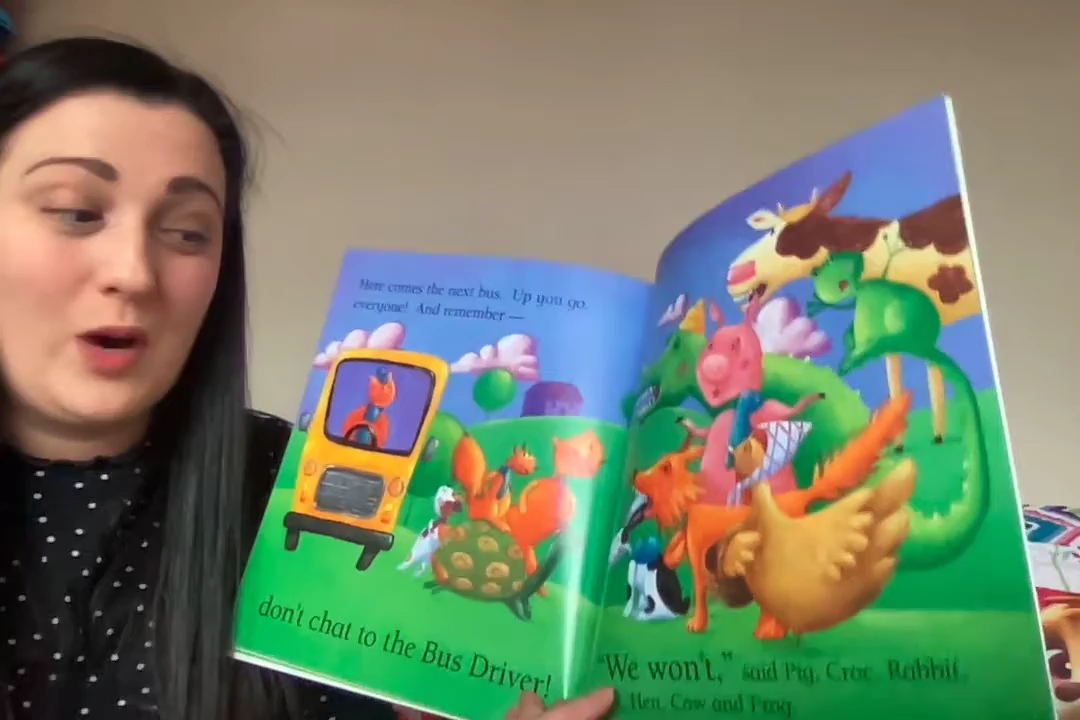 Here comes the next bus. Up you go,
everyone! And remember —
don't chat to the Bus Driver!
"We won't," said Pig, Croc, Rabbit,
Hen, Cow and Frog.